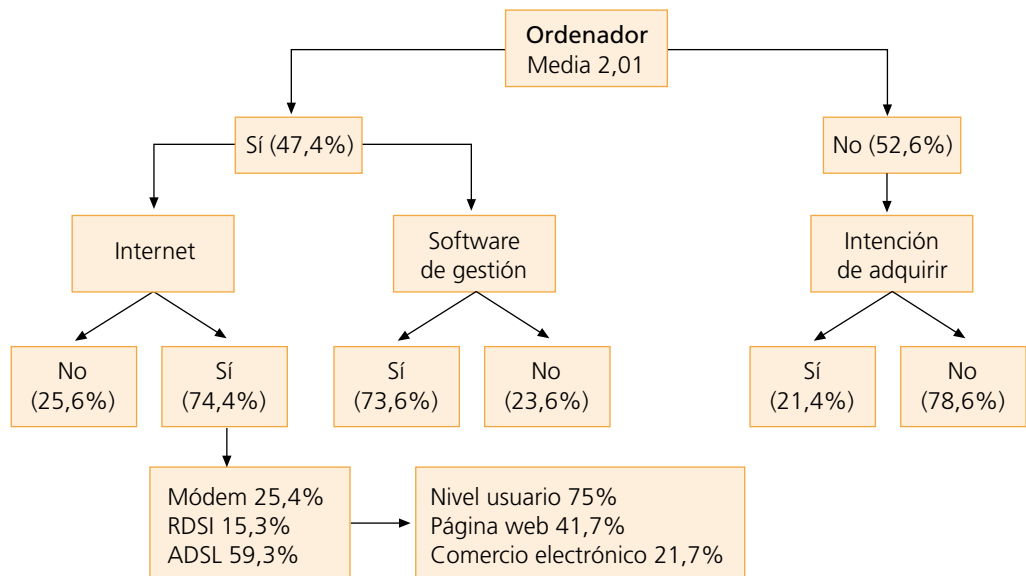 Ordenador
Media 2,01
Sí (47,4%)
No (52,6%)
Internet
Software
de gestión
Intención
de adquirir
No
(25,6%)
Sí
(74,4%)
Sí
(73,6%)
No
(23,6%)
Sí
(21,4%)
No
(78,6%)
Módem 25,4%
RDSI 15,3%
ADSL 59,3%
Nivel usuario 75%
Página web 41,7%
Comercio electrónico 21,7%